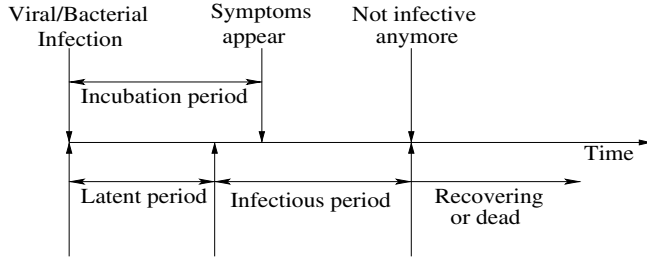 Viral/Bacterial
Infection
Symptoms
appear
Not infective
anymore
Incubation period
Time
Latent period
Infectious period
Recovering
or dead